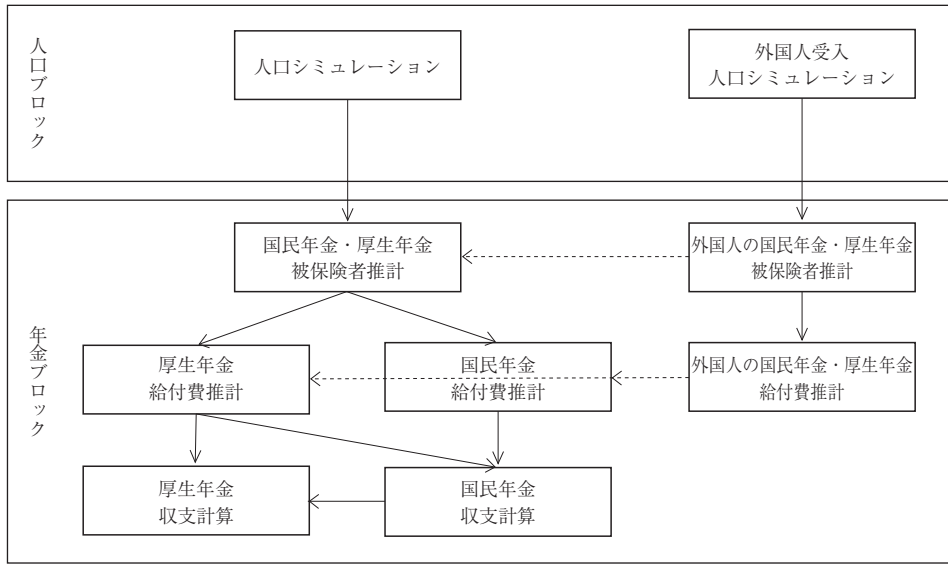 人口ブロック
人口シミュレーション
外国人受入
人口シミュレーション
年金ブロック
国民年金・厚生年金
被保険者推計
外国人の国民年金・厚生年金
被保険者推計
厚生年金
給付費推計
国民年金
給付費推計
外国人の国民年金・厚生年金
給付費推計
厚生年金
収支計算
国民年金
収支計算